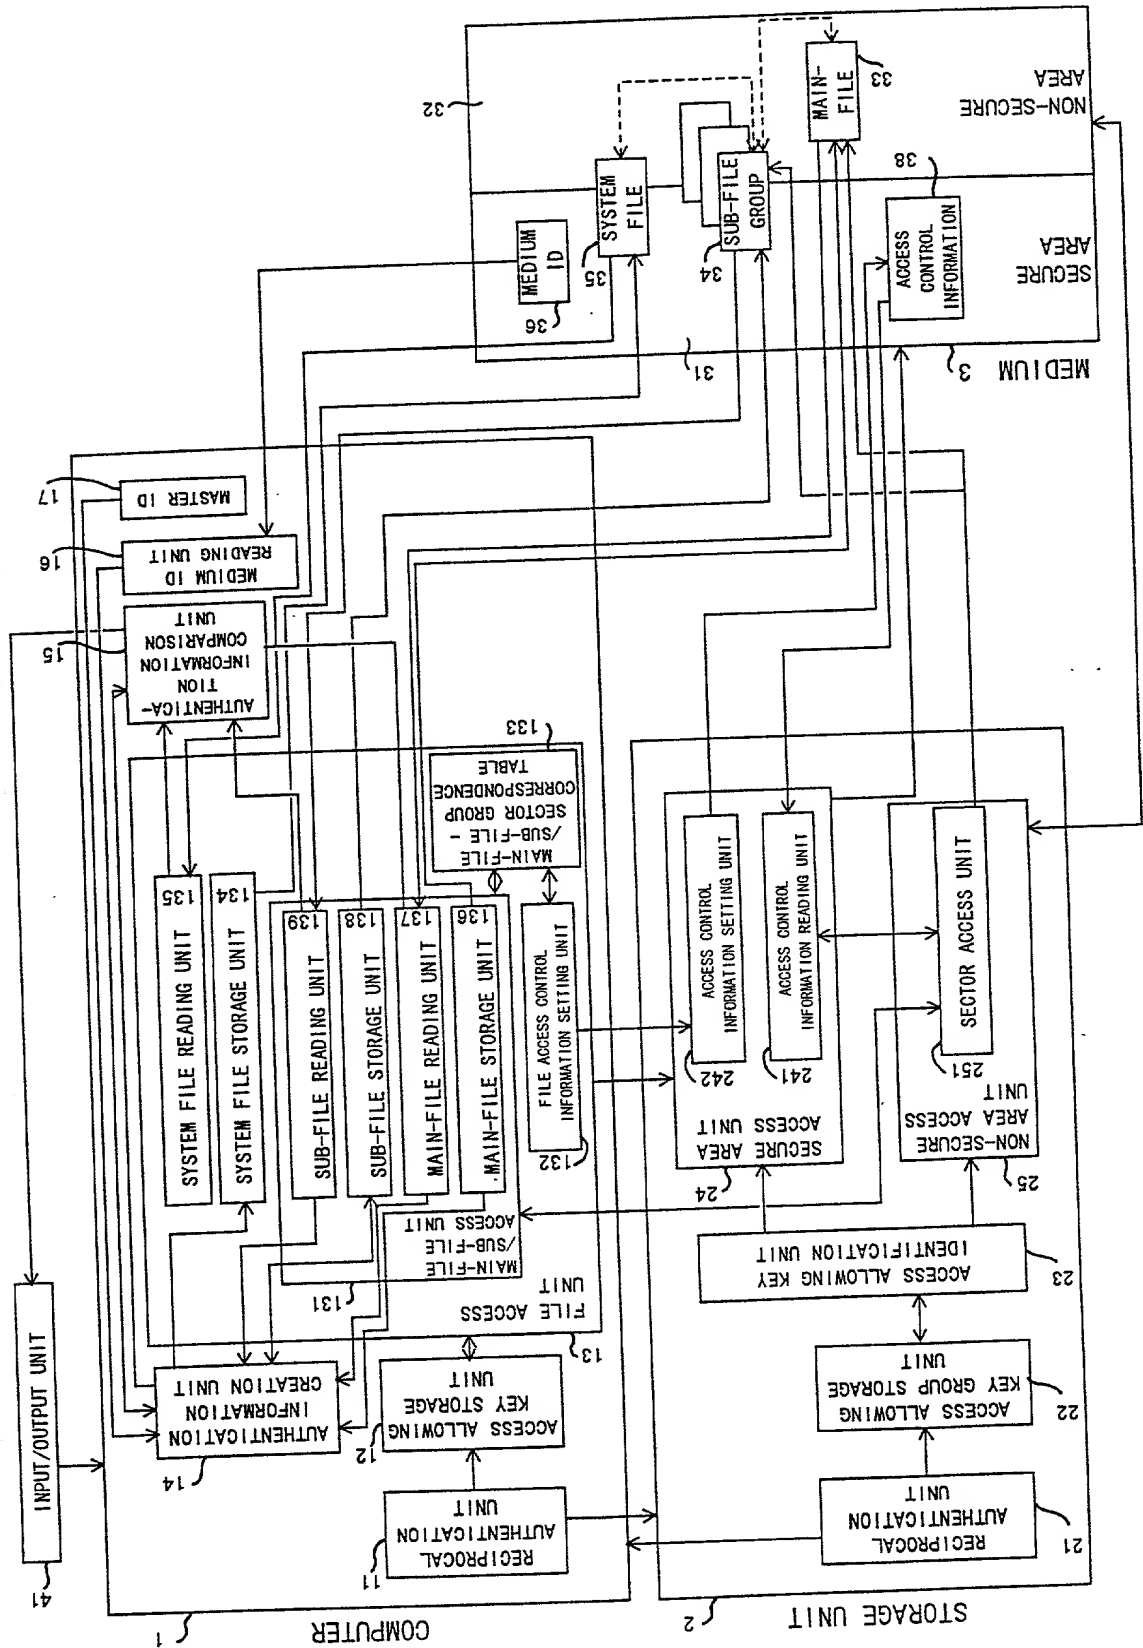 COMPUTER
1
INPUT/OUTPUT UNIT
41
RECIPROCAL
AUTHENTICATION
UNIT
11
ACCESS ALLOWING
KEY STORAGE
UNIT
12
AUTHENTICATION
INFORMATION
CREATION UNIT
14
FILE ACCESS
UNIT
13
MAIN-FILE
/SUB-FILE
ACCESS UNIT
131
SYSTEM FILE READING UNIT
135
SYSTEM FILE STORAGE UNIT
134
SUB-FILE READING UNIT
139
SUB-FILE STORAGE UNIT
138
MAIN-FILE READING UNIT
137
MAIN-FILE STORAGE UNIT
136
FILE ACCESS CONTROL
INFORMATION SETTING UNIT
132
MAIN-FILE
/SUB-FILE -
SECTOR GROUP
CORRESPONDENCE
TABLE
133
AUTHENTICA-
TION
INFORMATION
COMPARISON
UNIT
15
MEDIUM ID
READING UNIT
16
MASTER ID
17
STORAGE UNIT
2
RECIPROCAL
AUTHENTICATION
UNIT
21
ACCESS ALLOWING
KEY GROUP STORAGE
UNIT
22
ACCESS ALLOWING KEY
IDENTIFICATION UNIT
23
SECURE AREA
ACCESS UNIT
24
ACCESS CONTROL
INFORMATION SETTING UNIT
242
ACCESS CONTROL
INFORMATION READING UNIT
241
NON-SECURE
AREA ACCESS
UNIT
25
SECTOR ACCESS UNIT
251
MEDIUM
3
31
SECURE
AREA
MEDIUM
ID
36
SYSTEM
FILE
35
SUB-FILE
GROUP
34
ACCESS
CONTROL
INFORMATION
38
MAIN-
FILE
33
32
NON-SECURE
AREA